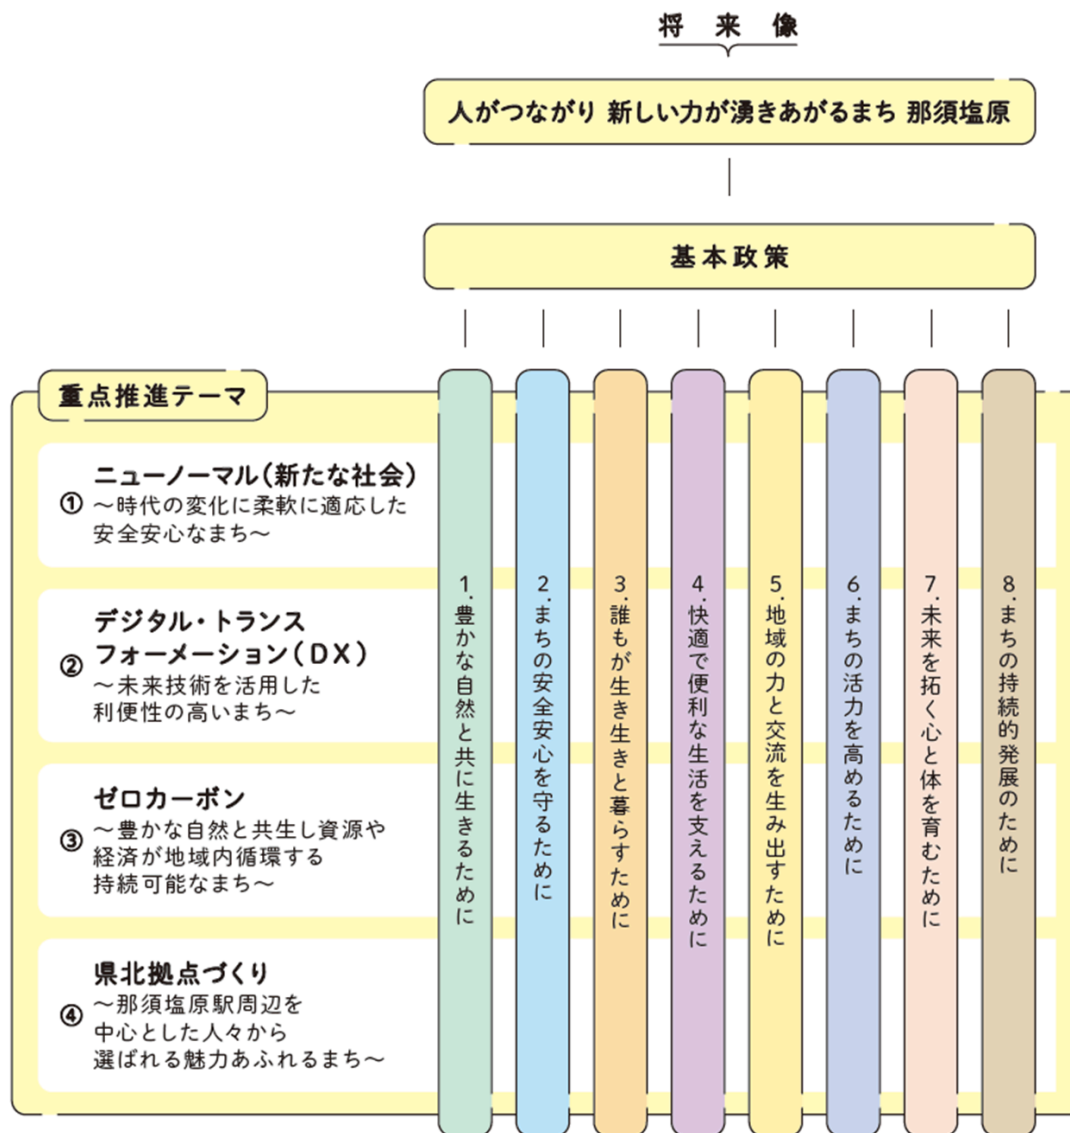 将来像
人がつながり 新しい力が湧きあがるまち 那須塩原
基本政策
重点推進テーマ
①
ニューノーマル(新たな社会)
～時代の変化に柔軟に適応した
安全安心なまち～
②
デジタル・トランス
フォーメーション(DX)
～未来技術を活用した
利便性の高いまち～
③
ゼロカーボン
～豊かな自然と共生し資源や
経済が地域内循環する
持続可能なまち～
④
県北拠点づくり
～那須塩原駅周辺を
中心とした人々から
選ばれる魅力あふれるまち～
1.豊かな自然と共に生きるために
2.まちの安全安心を守るために
3.誰もが生き生きと暮らすために
4.快適で便利な生活を支えるために
5.地域の力と交流を生み出すために
6.まちの活力を高めるために
7.未来を拓く心と体を育むために
8.まちの持続的発展のために